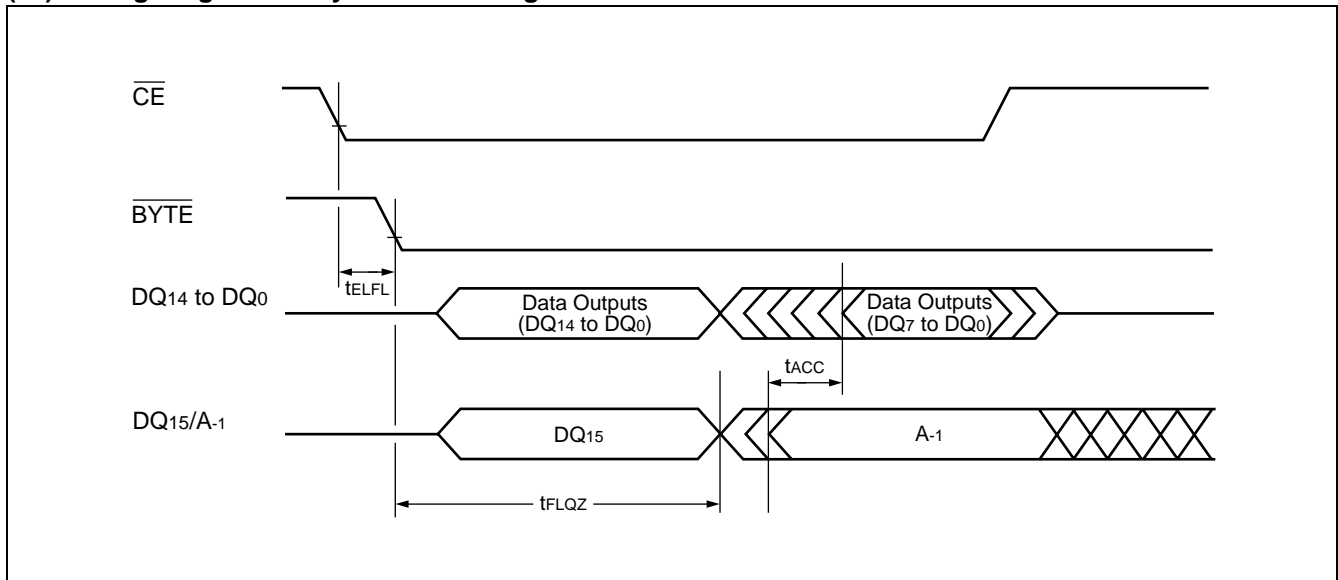 CE
BYTE
tELFL
DQ14 to DQ0
Data Outputs
(DQ14 to DQ0)
Data Outputs
(DQ7 to DQ0)
tACC
DQ15/A-1
DQ15
A-1
tFLQZ